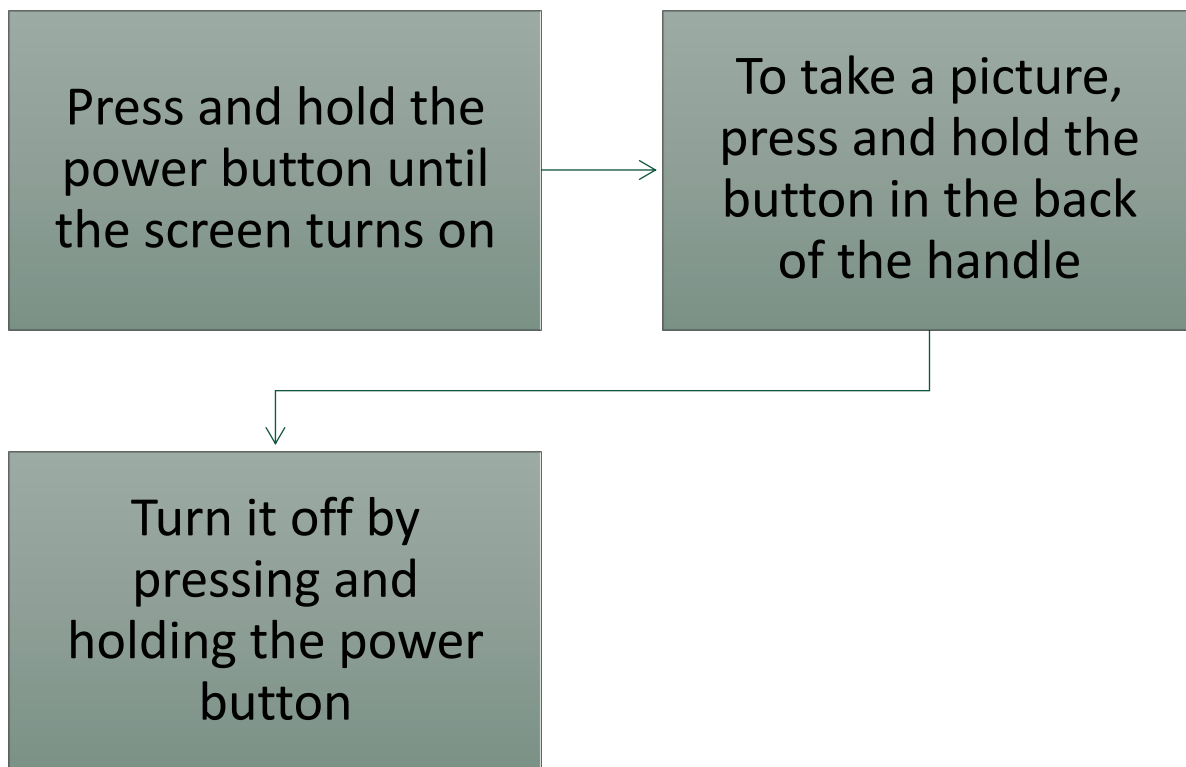 Press and hold the
power button until
the screen turns on
To take a picture,
press and hold the
button in the back
of the handle
Turn it off by
pressing and
holding the power
button